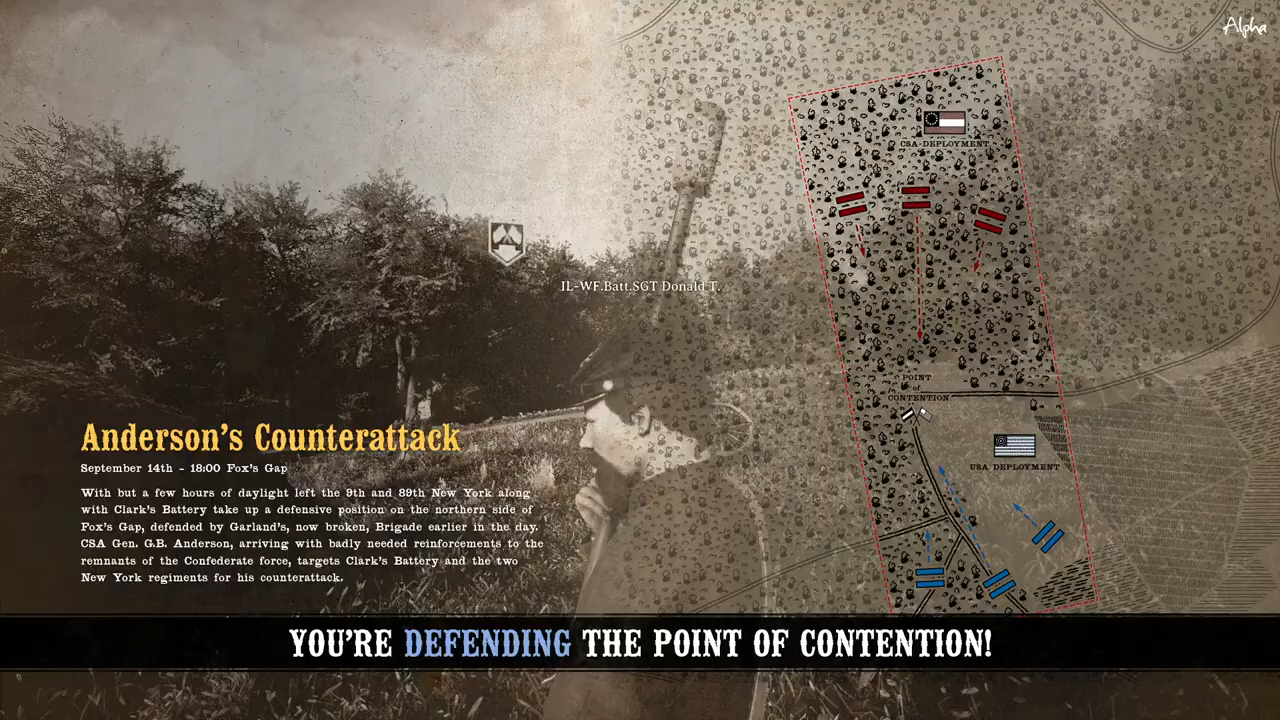 Alpha
CSA DEPLOYMENT
IL-WF.Batt.SGT Donald T.
POINT
of
CONTENTION
USA DEPLOYMENT
Anderson's Counterattack
September 14th - 18:00 Fox's Gap
With but a few hours of daylight left the 9th and 89th New York along
with Clark's Battery take up a defensive position on the northern side of
Fox's Gap, defended by Garland's, now broken, Brigade earlier in the day.
CSA Gen. G.B. Anderson, arriving with badly needed reinforcements to the
remnants of the Confederate force, targets Clark's Battery and the two
New York regiments for his counterattack.
YOU'RE DEFENDING THE POINT OF CONTENTION!